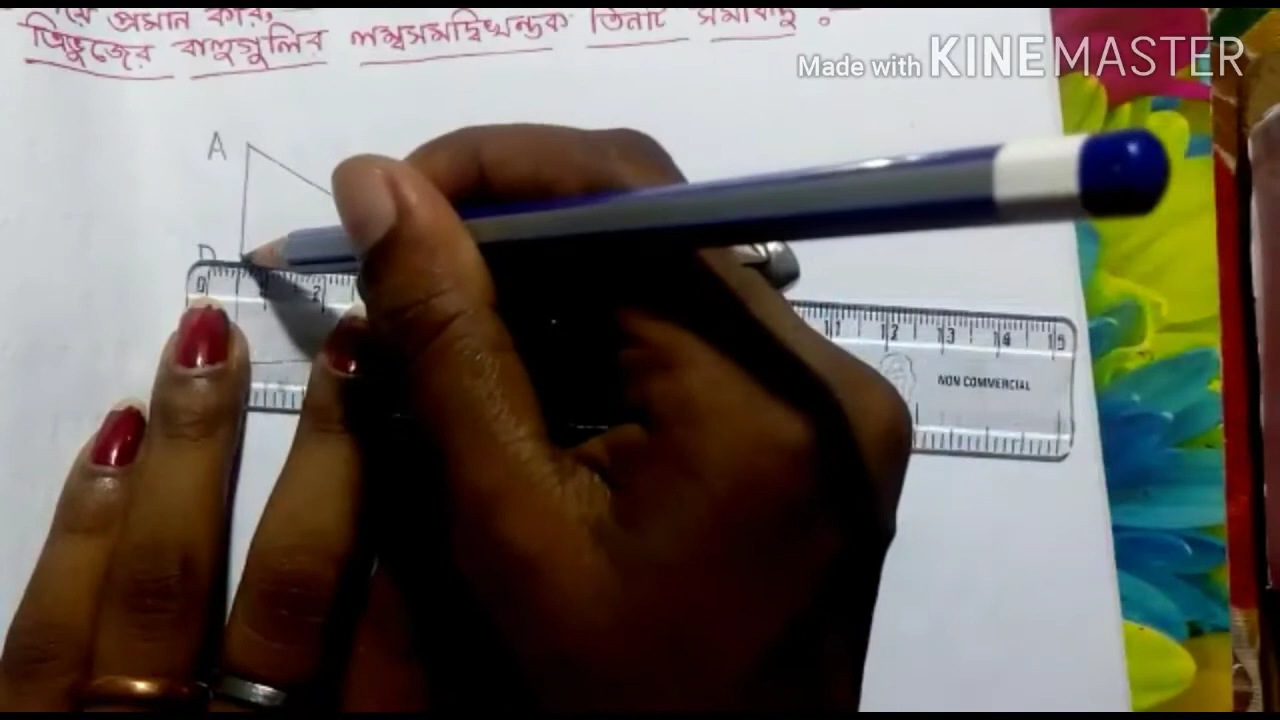 প্রমান করি,
ত্রিভুজের বাহুগুলির লম্বসমদ্বিখন্ডক তিনটি সমবিন্দু :-
Made with KINEMASTER
A
D
0 2 11 12 13 14 15
NON COMMERCIAL